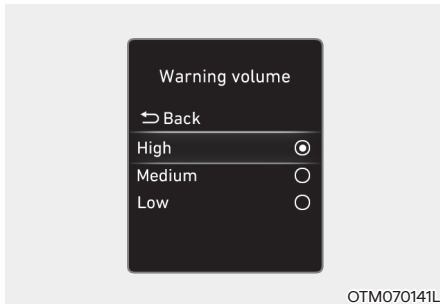 Warning volume
Back
High
Medium
Low
OTM070141L